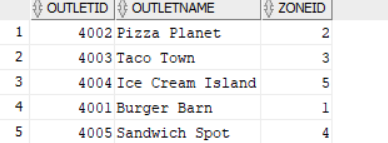 OUTLETID OUTLETNAME ZONEID
1 4002 Pizza Planet 2
2 4003 Taco Town 3
3 4004 Ice Cream Island 5
4 4001 Burger Barn 1
5 4005 Sandwich Spot 4